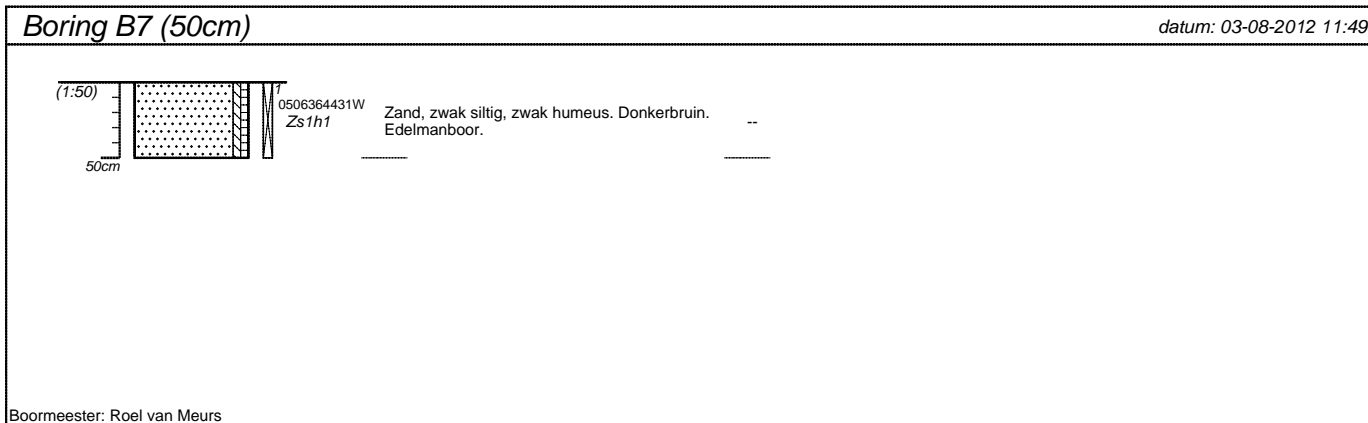 Boring B7 (50cm)
datum: 03-08-2012 11:49
(1:50)
1
0506364431W
Zs1h1
Zand, zwak siltig, zwak humeus. Donkerbruin.
Edelmanboor.
--
50cm
Boormeester: Roel van Meurs